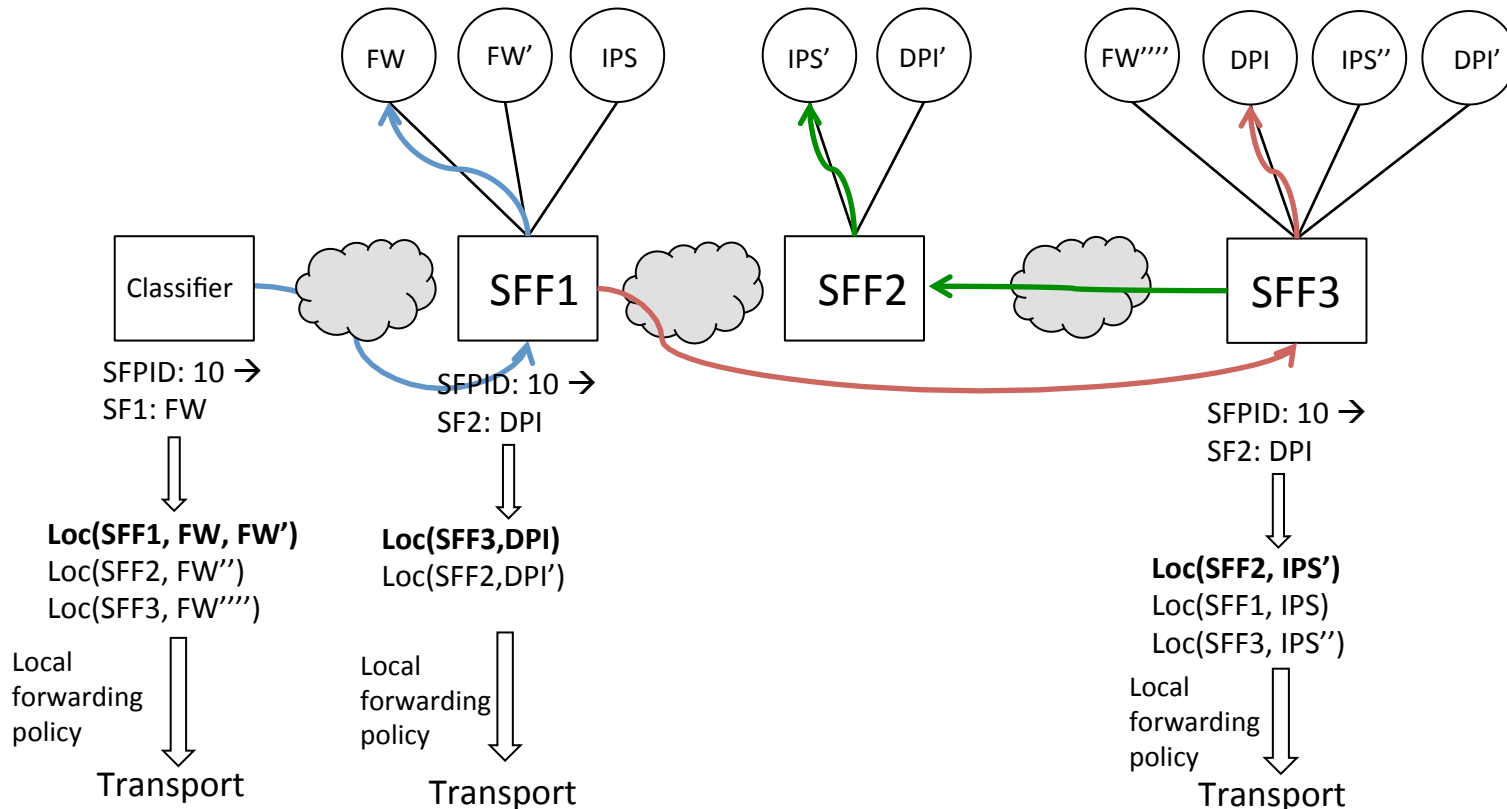 FW
FW'
IPS
IPS'
DPI'
FW''''
DPI
IPS''
DPI'
Classifier
SFF1
SFF2
SFF3
SFPID: 10 →
SF1: FW
SFPID: 10 →
SF2: DPI
SFPID: 10 →
SF2: DPI
Loc(SFF1, FW, FW’)
Loc(SFF2, FW’’)
Loc(SFF3, FW’’’’)
Loc(SFF3,DPI)
Loc(SFF2,DPI’)
Loc(SFF2, IPS’)
Loc(SFF1, IPS)
Loc(SFF3, IPS’’)
Local
forwarding
policy
Local
forwarding
policy
Local
forwarding
policy
Transport
Transport
Transport